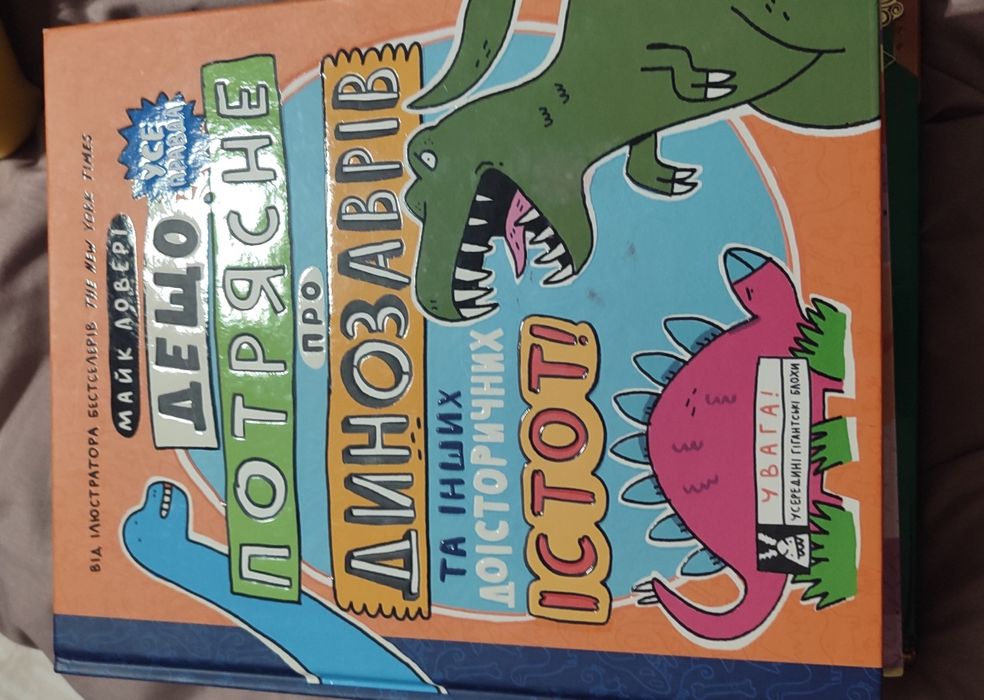 ВІД ІЛЮСТРАТОРА БЕСТСЕЛЕРІВ THE NEW YORK TIMES
МАЙК ЛОВЕРІ
УСЕ
ПРАВДА!
ДЕЩО
ПОТРЯСНЕ
ПРО
ДИНОЗАВРІВ
ТА ІНШИХ
ДОІСТОРИЧНИХ
ІСТОТ!
УВАГА!
УСЕРЕДИНІ ГІГАНТСЬКІ БЛОХИ